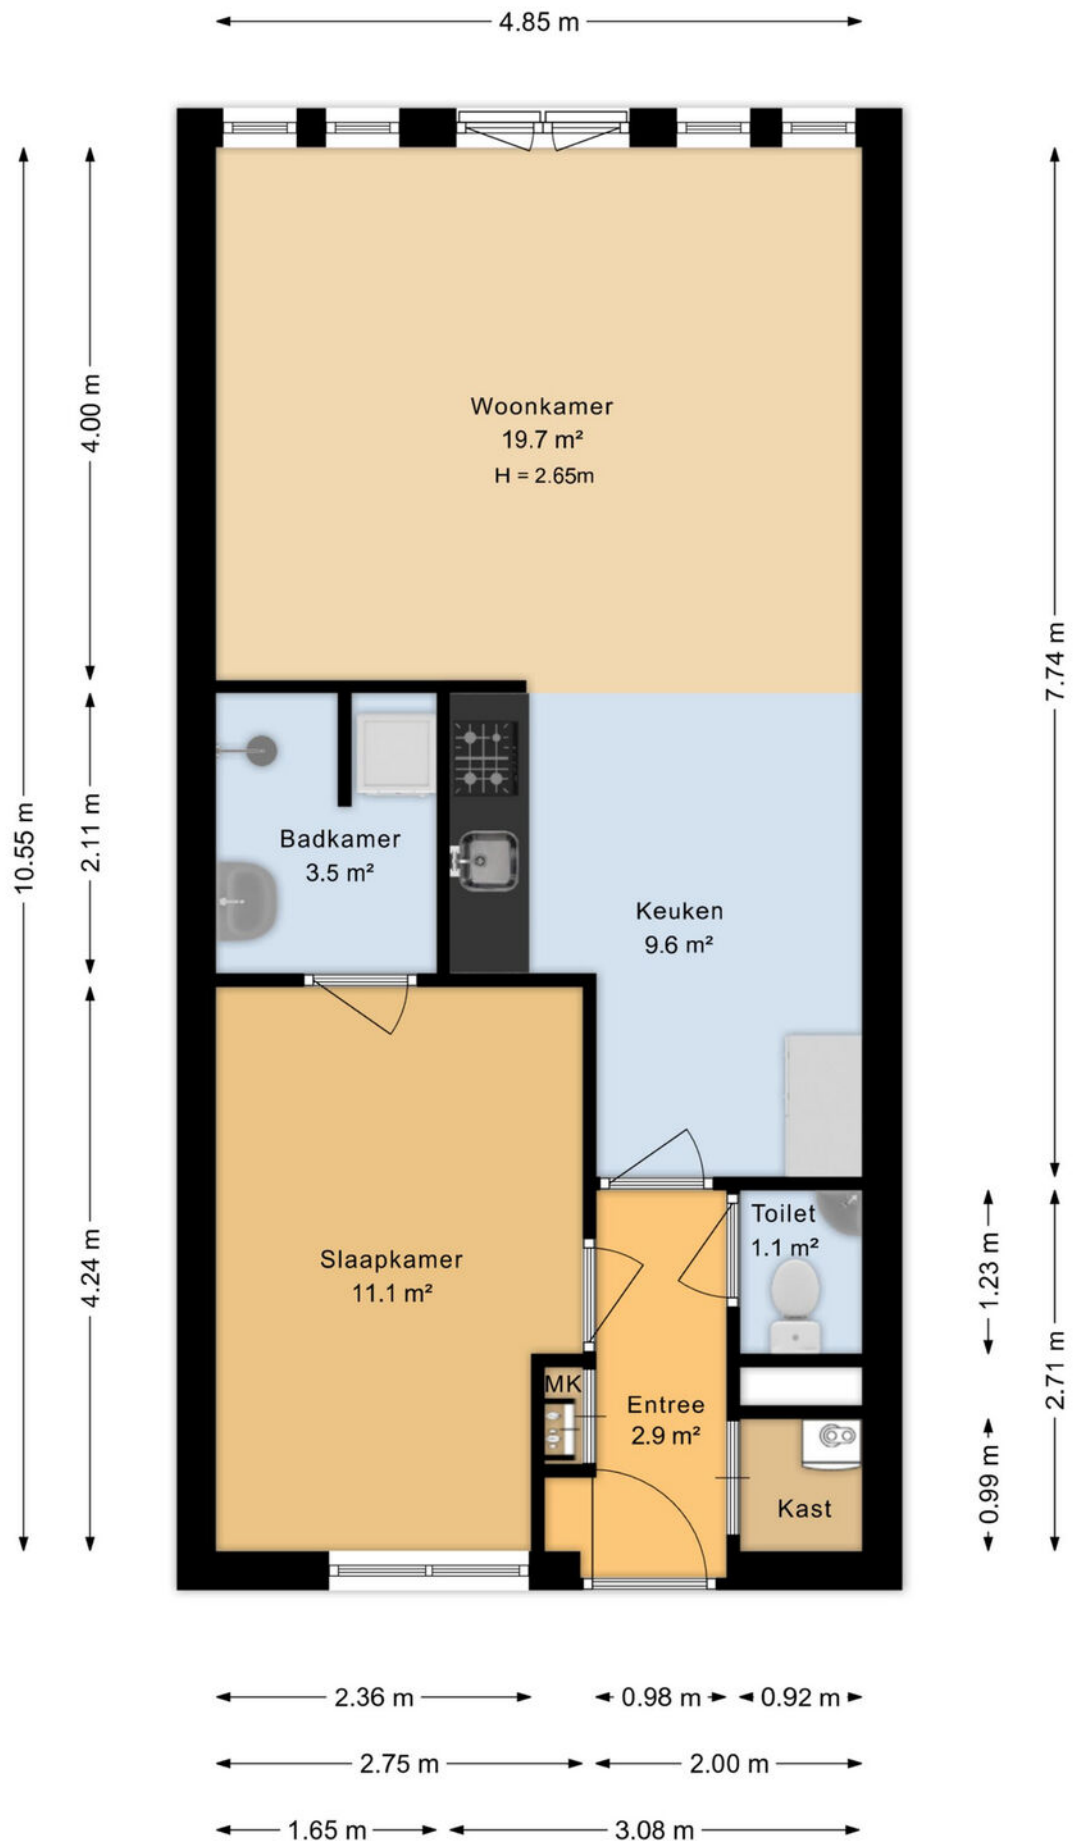 4.85 m
Woonkamer
19.7 m²
H = 2.65m
4.00 m
7.74 m
10.55 m
2.11 m
Badkamer
3.5 m²
Keuken
9.6 m²
4.24 m
Slaapkamer
11.1 m²
Toilet
1.1 m²
1.23 m
2.71 m
MK
Entree
2.9 m²
Kast
0.99 m
2.36 m
0.98 m
0.92 m
2.75 m
2.00 m
1.65 m
3.08 m